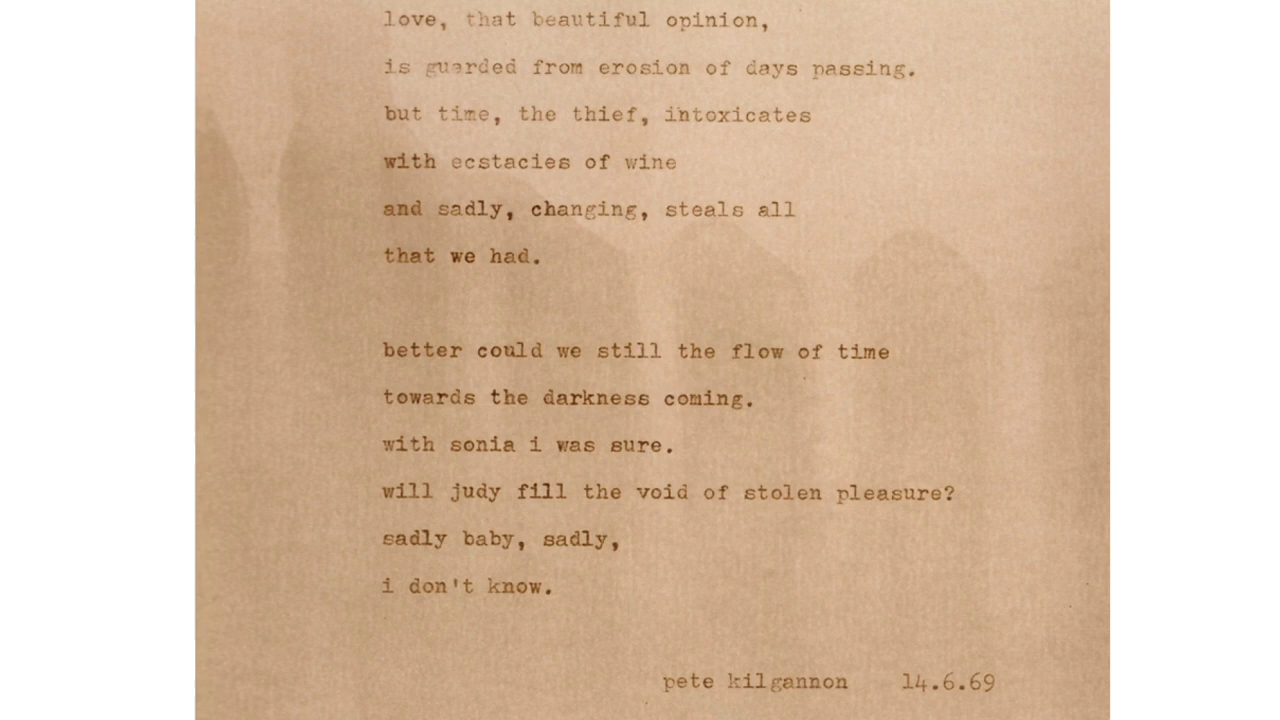 love, that beautiful opinion,
is guarded from erosion of days passing.
but time, the thief, intoxicates
with ecstacies of wine
and sadly, changing, steals all
that we had.
better could we still the flow of time
towards the darkness coming.
with sonia i was sure.
will judy fill the void of stolen pleasure?
sadly baby, sadly,
i don't know.
pete kilgannon 14.6.69